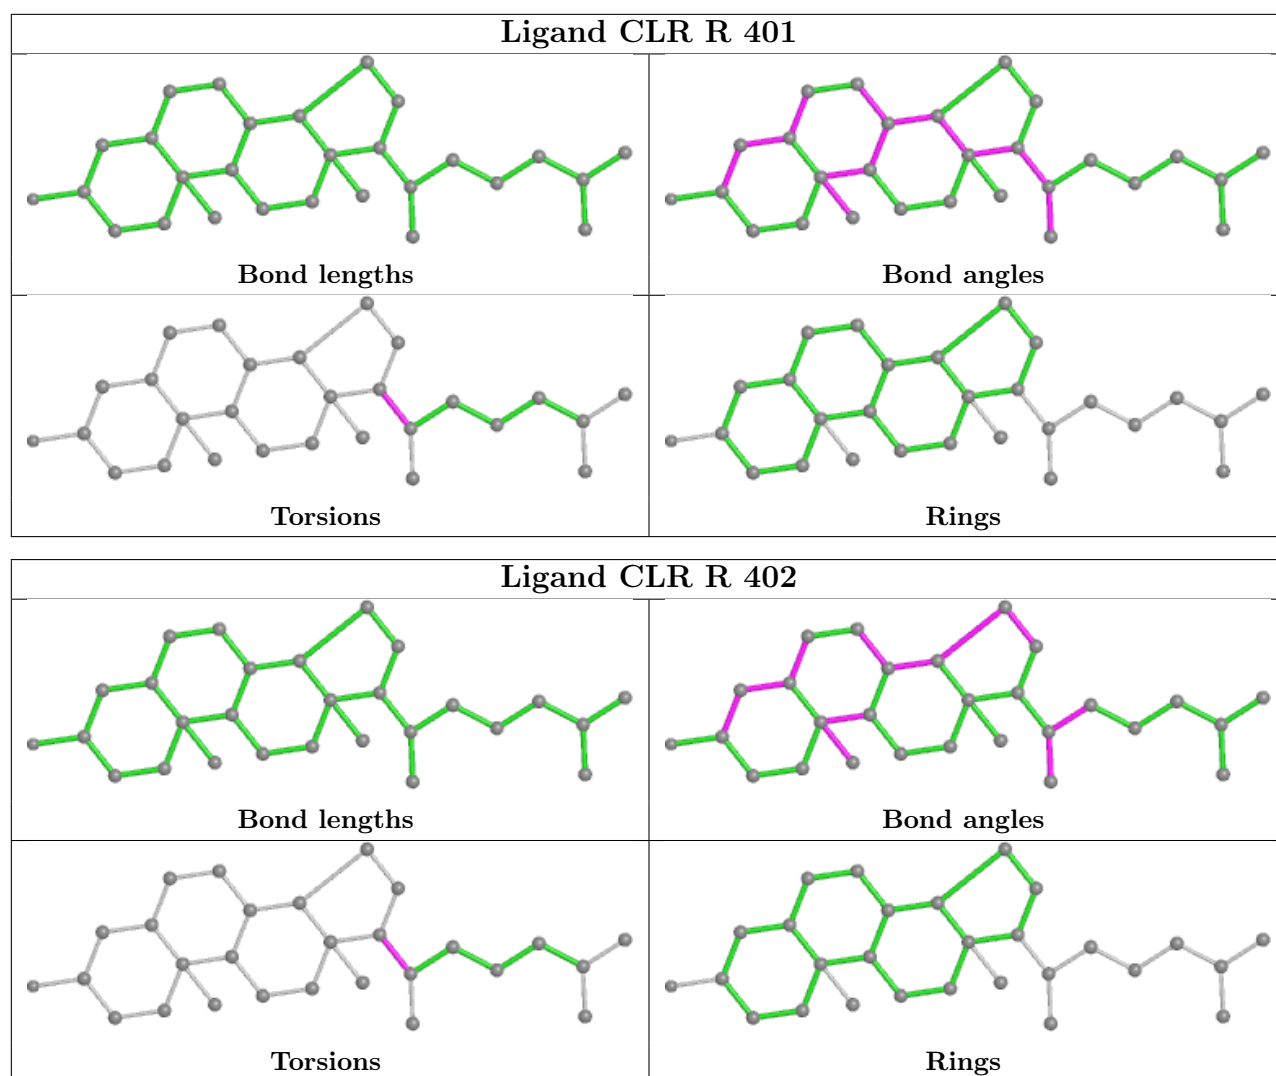 Ligand CLR R 401
Bond lengths
Bond angles
Torsions
Rings
Ligand CLR R 402
Bond lengths
Bond angles
Torsions
Rings